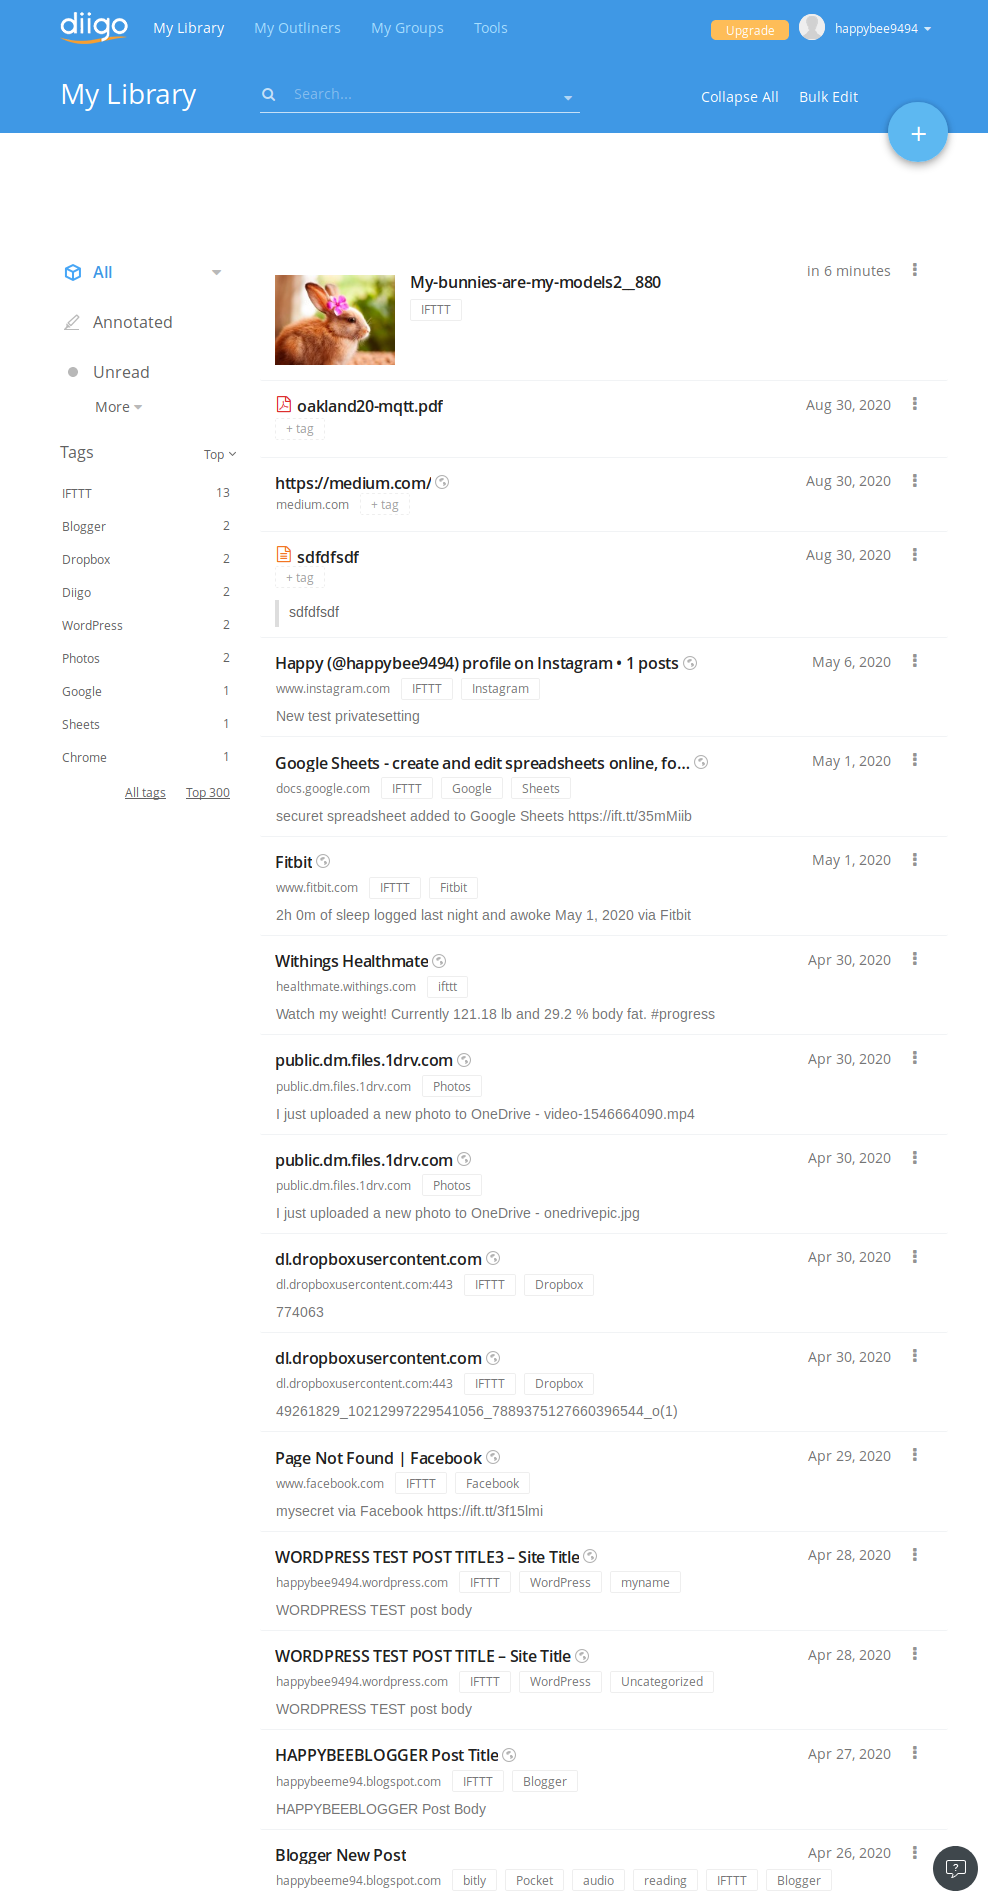 diigo My Library My Outliners My Groups Tools Upgrade happybee9494
My Library Search... Collapse All Bulk Edit
+
All
Annotated
Unread
More
Tags Top
IFTTT 13
Blogger 2
Dropbox 2
Diigo 2
WordPress 2
Photos 2
Google 1
Sheets 1
Chrome 1
All tags Top 300
My-bunnies-are-my-models2__880 in 6 minutes
IFTTT
oakland20-mqtt.pdf Aug 30, 2020
+ tag
https://medium.com/ Aug 30, 2020
medium.com + tag
sdfdfsdf Aug 30, 2020
+ tag
sdfdfsdf
Happy (@happybee9494) profile on Instagram • 1 posts May 6, 2020
www.instagram.com IFTTT Instagram
New test privatesetting
Google Sheets - create and edit spreadsheets online, fo... May 1, 2020
docs.google.com IFTTT Google Sheets
securet spreadsheet added to Google Sheets https://ift.tt/35mMiib
Fitbit May 1, 2020
www.fitbit.com IFTTT Fitbit
2h 0m of sleep logged last night and awoke May 1, 2020 via Fitbit
Withings Healthmate Apr 30, 2020
healthmate.withings.com ifttt
Watch my weight! Currently 121.18 lb and 29.2 % body fat. #progress
public.dm.files.1drv.com Apr 30, 2020
public.dm.files.1drv.com Photos
I just uploaded a new photo to OneDrive - video-1546664090.mp4
public.dm.files.1drv.com Apr 30, 2020
public.dm.files.1drv.com Photos
I just uploaded a new photo to OneDrive - onedrivepic.jpg
dl.dropboxusercontent.com Apr 30, 2020
dl.dropboxusercontent.com:443 IFTTT Dropbox
774063
dl.dropboxusercontent.com Apr 30, 2020
dl.dropboxusercontent.com:443 IFTTT Dropbox
49261829_10212997229541056_7889375127660396544_o(1)
Page Not Found | Facebook Apr 29, 2020
www.facebook.com IFTTT Facebook
mysecret via Facebook https://ift.tt/3f15lmi
WORDPRESS TEST POST TITLE3 – Site Title Apr 28, 2020
happybee9494.wordpress.com IFTTT WordPress myname
WORDPRESS TEST post body
WORDPRESS TEST POST TITLE – Site Title Apr 28, 2020
happybee9494.wordpress.com IFTTT WordPress Uncategorized
WORDPRESS TEST post body
HAPPYBEEBLOGGER Post Title Apr 27, 2020
happybeeme94.blogspot.com IFTTT Blogger
HAPPYBEEBLOGGER Post Body
Blogger New Post Apr 26, 2020
happybeeme94.blogspot.com bitly Pocket audio reading IFTTT Blogger
?